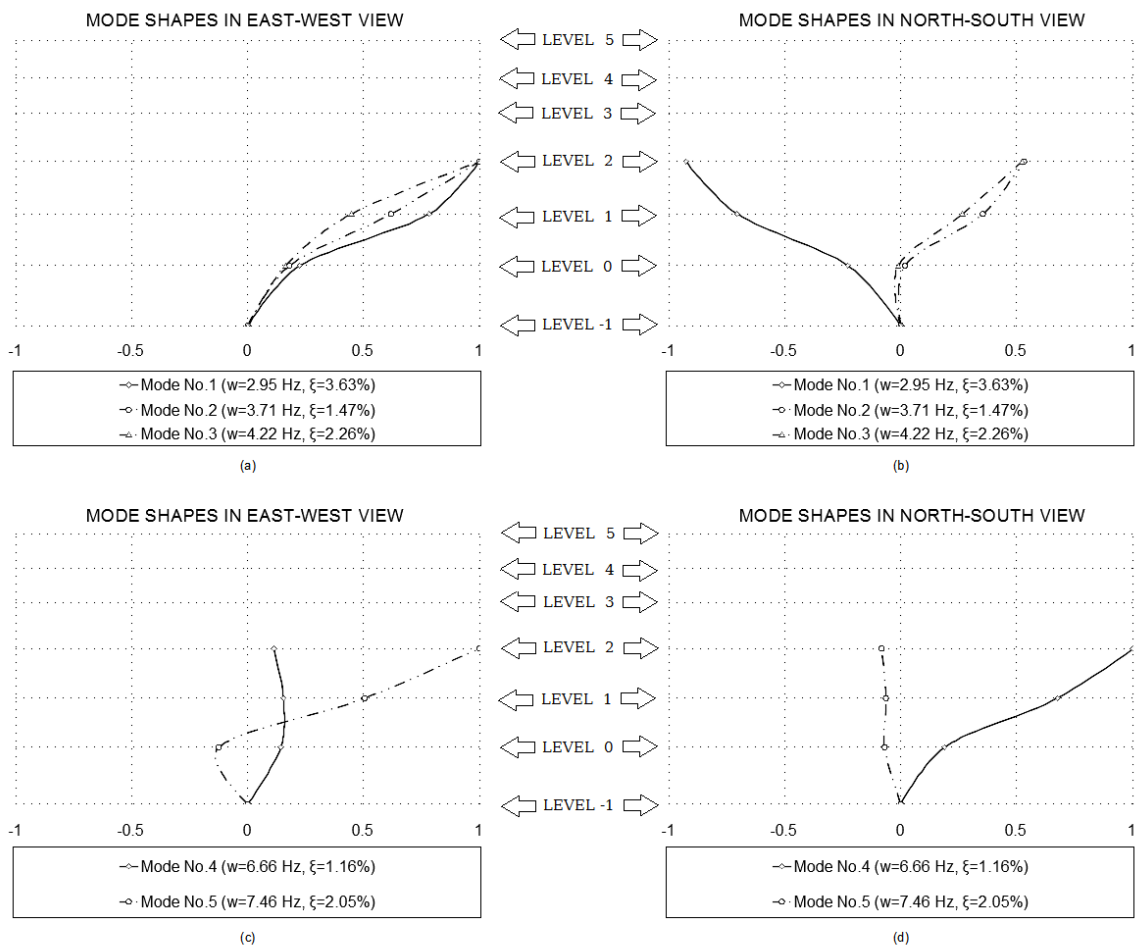 MODE SHAPES IN EAST-WEST VIEW
MODE SHAPES IN NORTH-SOUTH VIEW
LEVEL 5
LEVEL 4
LEVEL 3
LEVEL 2
LEVEL 1
LEVEL 0
LEVEL -1
-1 -0.5 0 0.5 1
-1 -0.5 0 0.5 1
Mode No.1 (w=2.95 Hz, ξ=3.63%)
Mode No.2 (w=3.71 Hz, ξ=1.47%)
Mode No.3 (w=4.22 Hz, ξ=2.26%)
(a)
Mode No.1 (w=2.95 Hz, ξ=3.63%)
Mode No.2 (w=3.71 Hz, ξ=1.47%)
Mode No.3 (w=4.22 Hz, ξ=2.26%)
(b)
MODE SHAPES IN EAST-WEST VIEW
MODE SHAPES IN NORTH-SOUTH VIEW
LEVEL 5
LEVEL 4
LEVEL 3
LEVEL 2
LEVEL 1
LEVEL 0
LEVEL -1
-1 -0.5 0 0.5 1
-1 -0.5 0 0.5 1
Mode No.4 (w=6.66 Hz, ξ=1.16%)
Mode No.5 (w=7.46 Hz, ξ=2.05%)
(c)
Mode No.4 (w=6.66 Hz, ξ=1.16%)
Mode No.5 (w=7.46 Hz, ξ=2.05%)
(d)